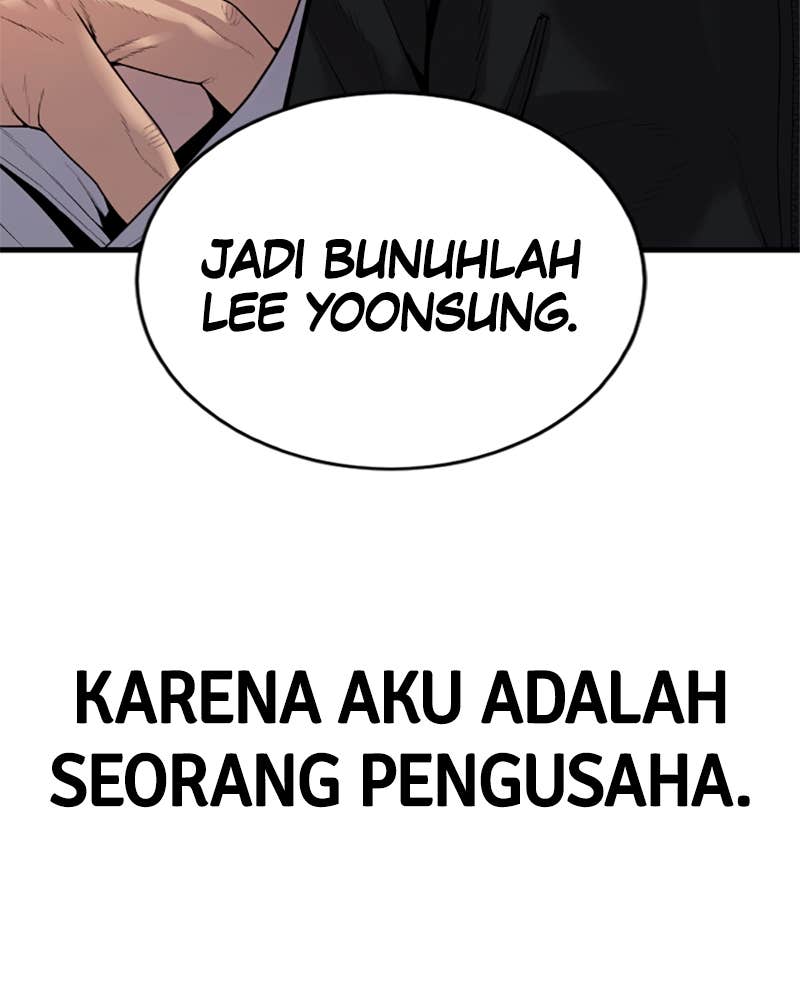 JADI BUNUHLAH
LEE YOONSUNG.
KARENA AKU ADALAH
SEORANG PENGUSAHA.